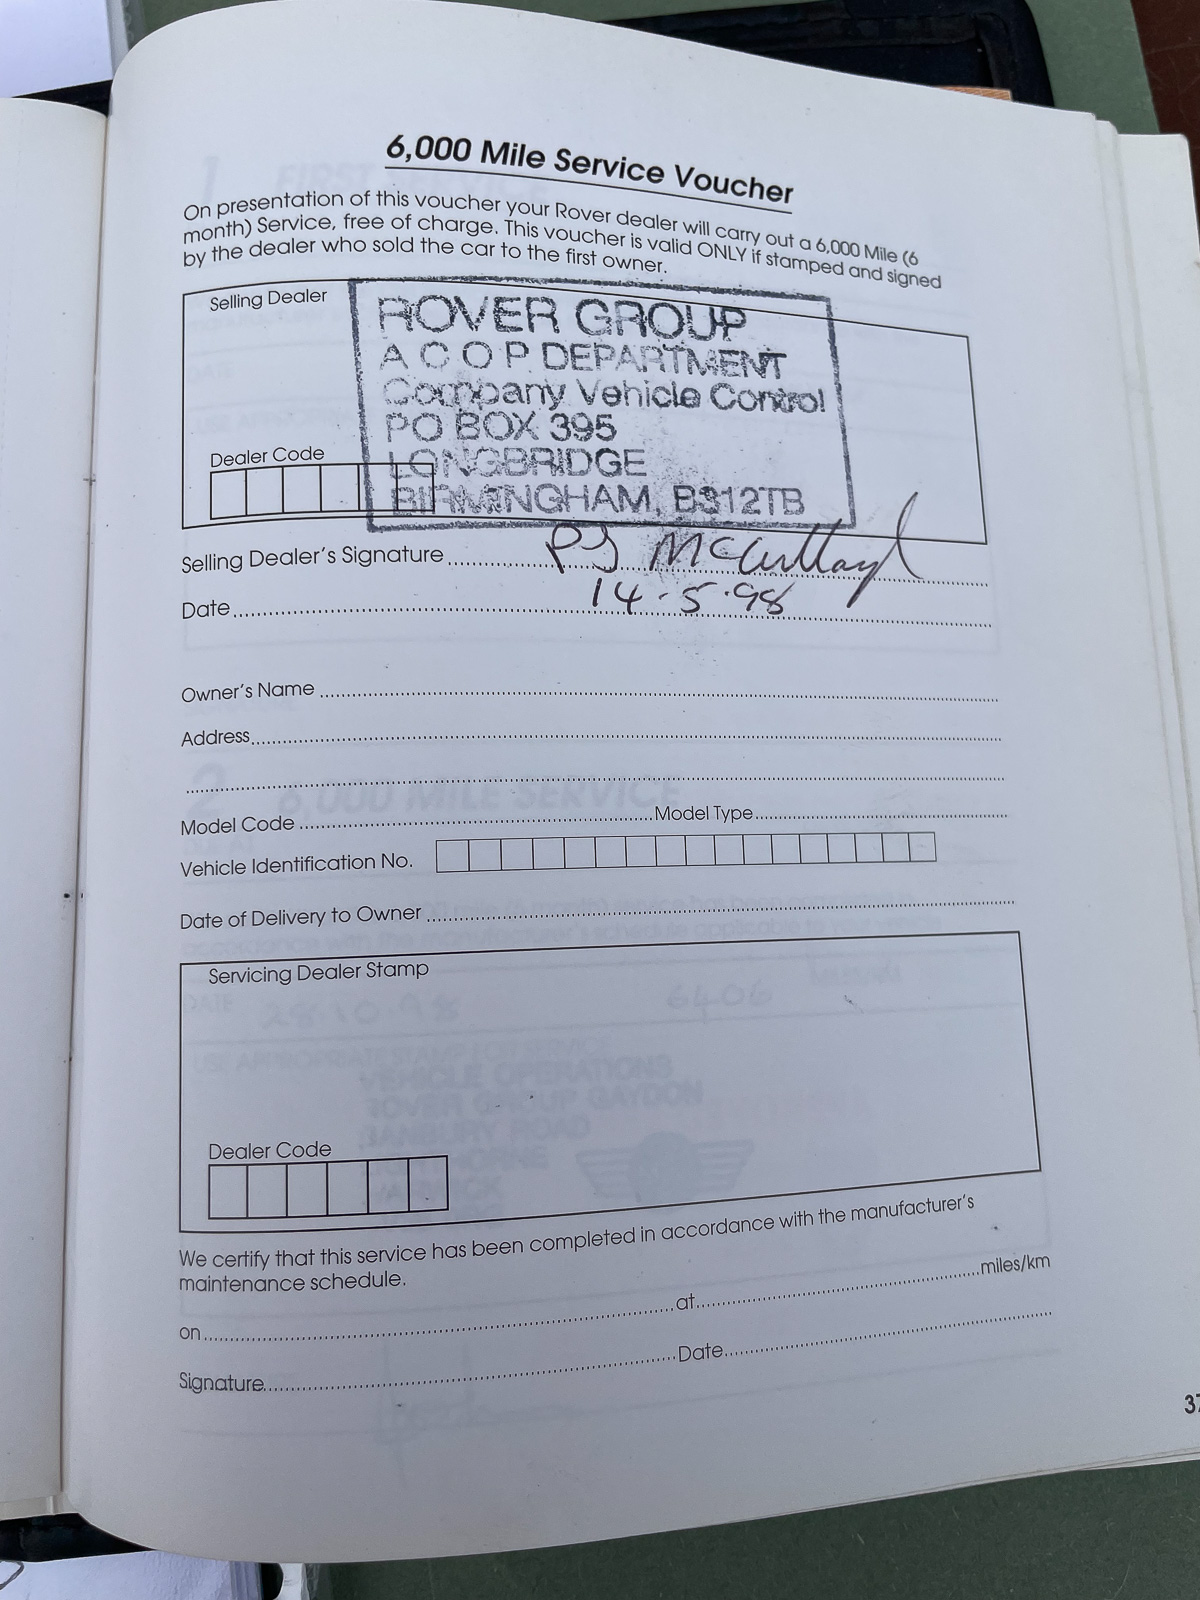 6,000 Mile Service Voucher
On presentation of this voucher your Rover dealer will carry out a 6,000 Mile (6
month) Service, free of charge. This voucher is valid ONLY if stamped and signed
by the dealer who sold the car to the first owner.
Selling Dealer
ROVER GROUP
A C O P DEPARTMENT
Company Vehicle Control
PO BOX 395
LONGBRIDGE
BIRMINGHAM, B312TB
Dealer Code
Selling Dealer's Signature PJ McCullagh
Date 14.5.98
Owner's Name
Address
Model Code Model Type
Vehicle Identification No.
Date of Delivery to Owner
Servicing Dealer Stamp
Dealer Code
We certify that this service has been completed in accordance with the manufacturer's
maintenance schedule.
on at miles/km
Signature Date
37